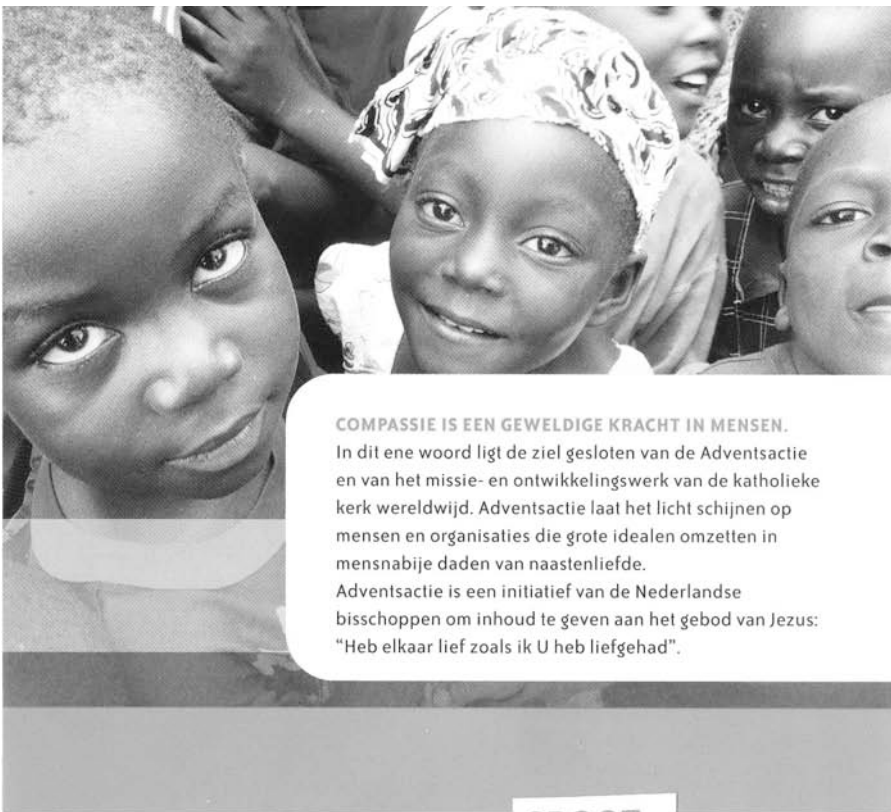 COMPASSIE IS EEN GEWELDIGE KRACHT IN MENSEN.
In dit ene woord ligt de ziel gesloten van de Adventsactie
en van het missie- en ontwikkelingswerk van de katholieke
kerk wereldwijd. Adventsactie laat het licht schijnen op
mensen en organisaties die grote idealen omzetten in
mensnabije daden van naastenliefde.
Adventsactie is een initiatief van de Nederlandse
bisschoppen om inhoud te geven aan het gebod van Jezus:
“Heb elkaar lief zoals ik U heb liefgehad”.